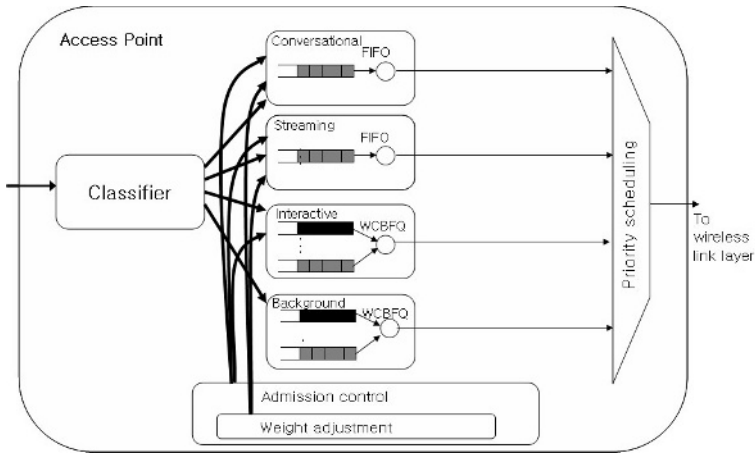 Access Point
Conversational
FIFO
Streaming
FIFO
Classifier
Interactive
WCBFQ
Background
WCBFQ
Priority scheduling
To
wireless
link layer
Admission control
Weight adjustment